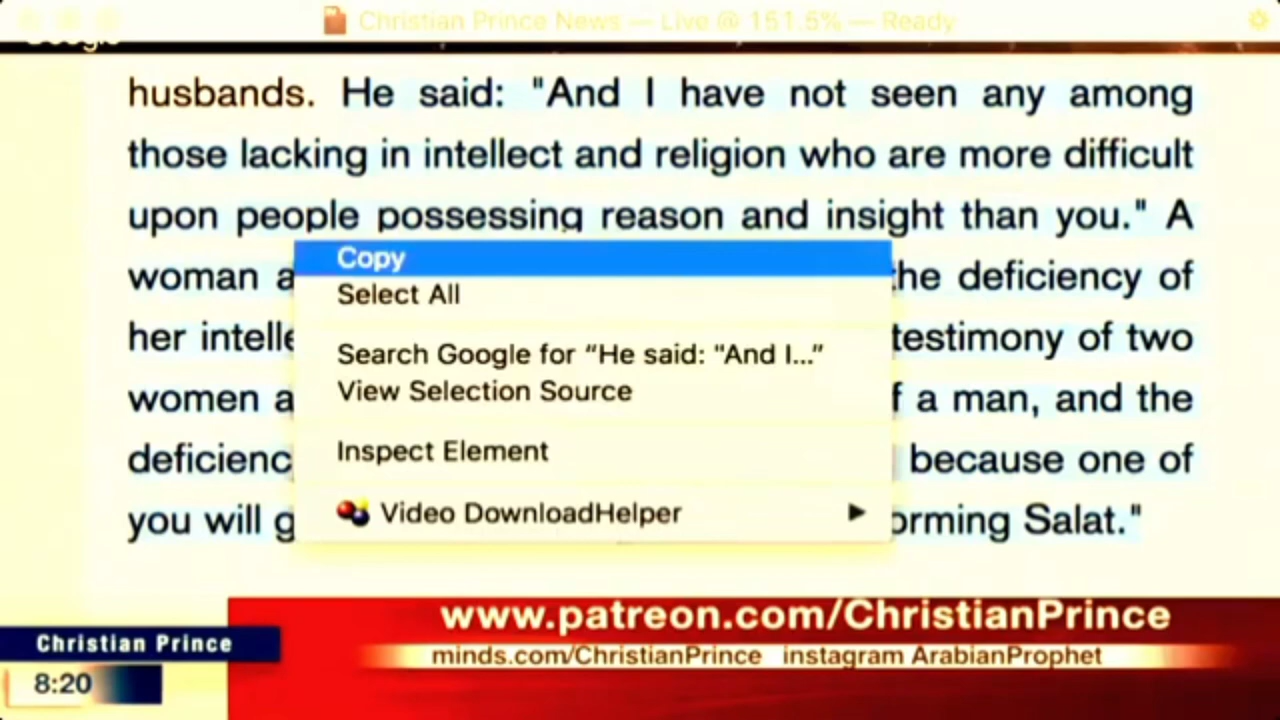 Christian Prince News — Live @ 151.5% — Ready
Google
husbands. He said: "And I have not seen any among
those lacking in intellect and religion who are more difficult
upon people possessing reason and insight than you." A
woman a
Copy
he deficiency of
Select All
her intelle
testimony of two
Search Google for “He said: "And I...”
View Selection Source
women a
f a man, and the
Inspect Element
deficienc
because one of
Video DownloadHelper
you will g
orming Salat."
www.patreon.com/ChristianPrince
Christian Prince
minds.com/ChristianPrince instagram ArabianProphet
8:20